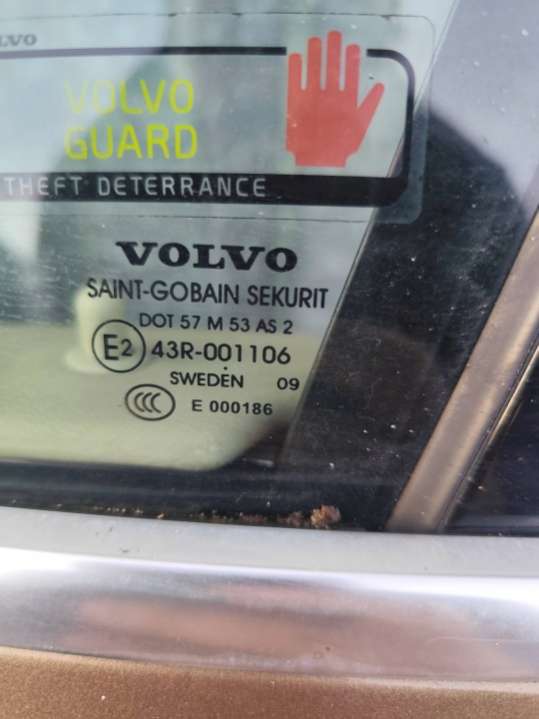 VOLVO
VOLVO
GUARD
THEFT DETERRANCE
VOLVO
SAINT-GOBAIN SEKURIT
DOT 57 M 53 AS 2
E2 43R-001106
SWEDEN 09
CCC E 000186